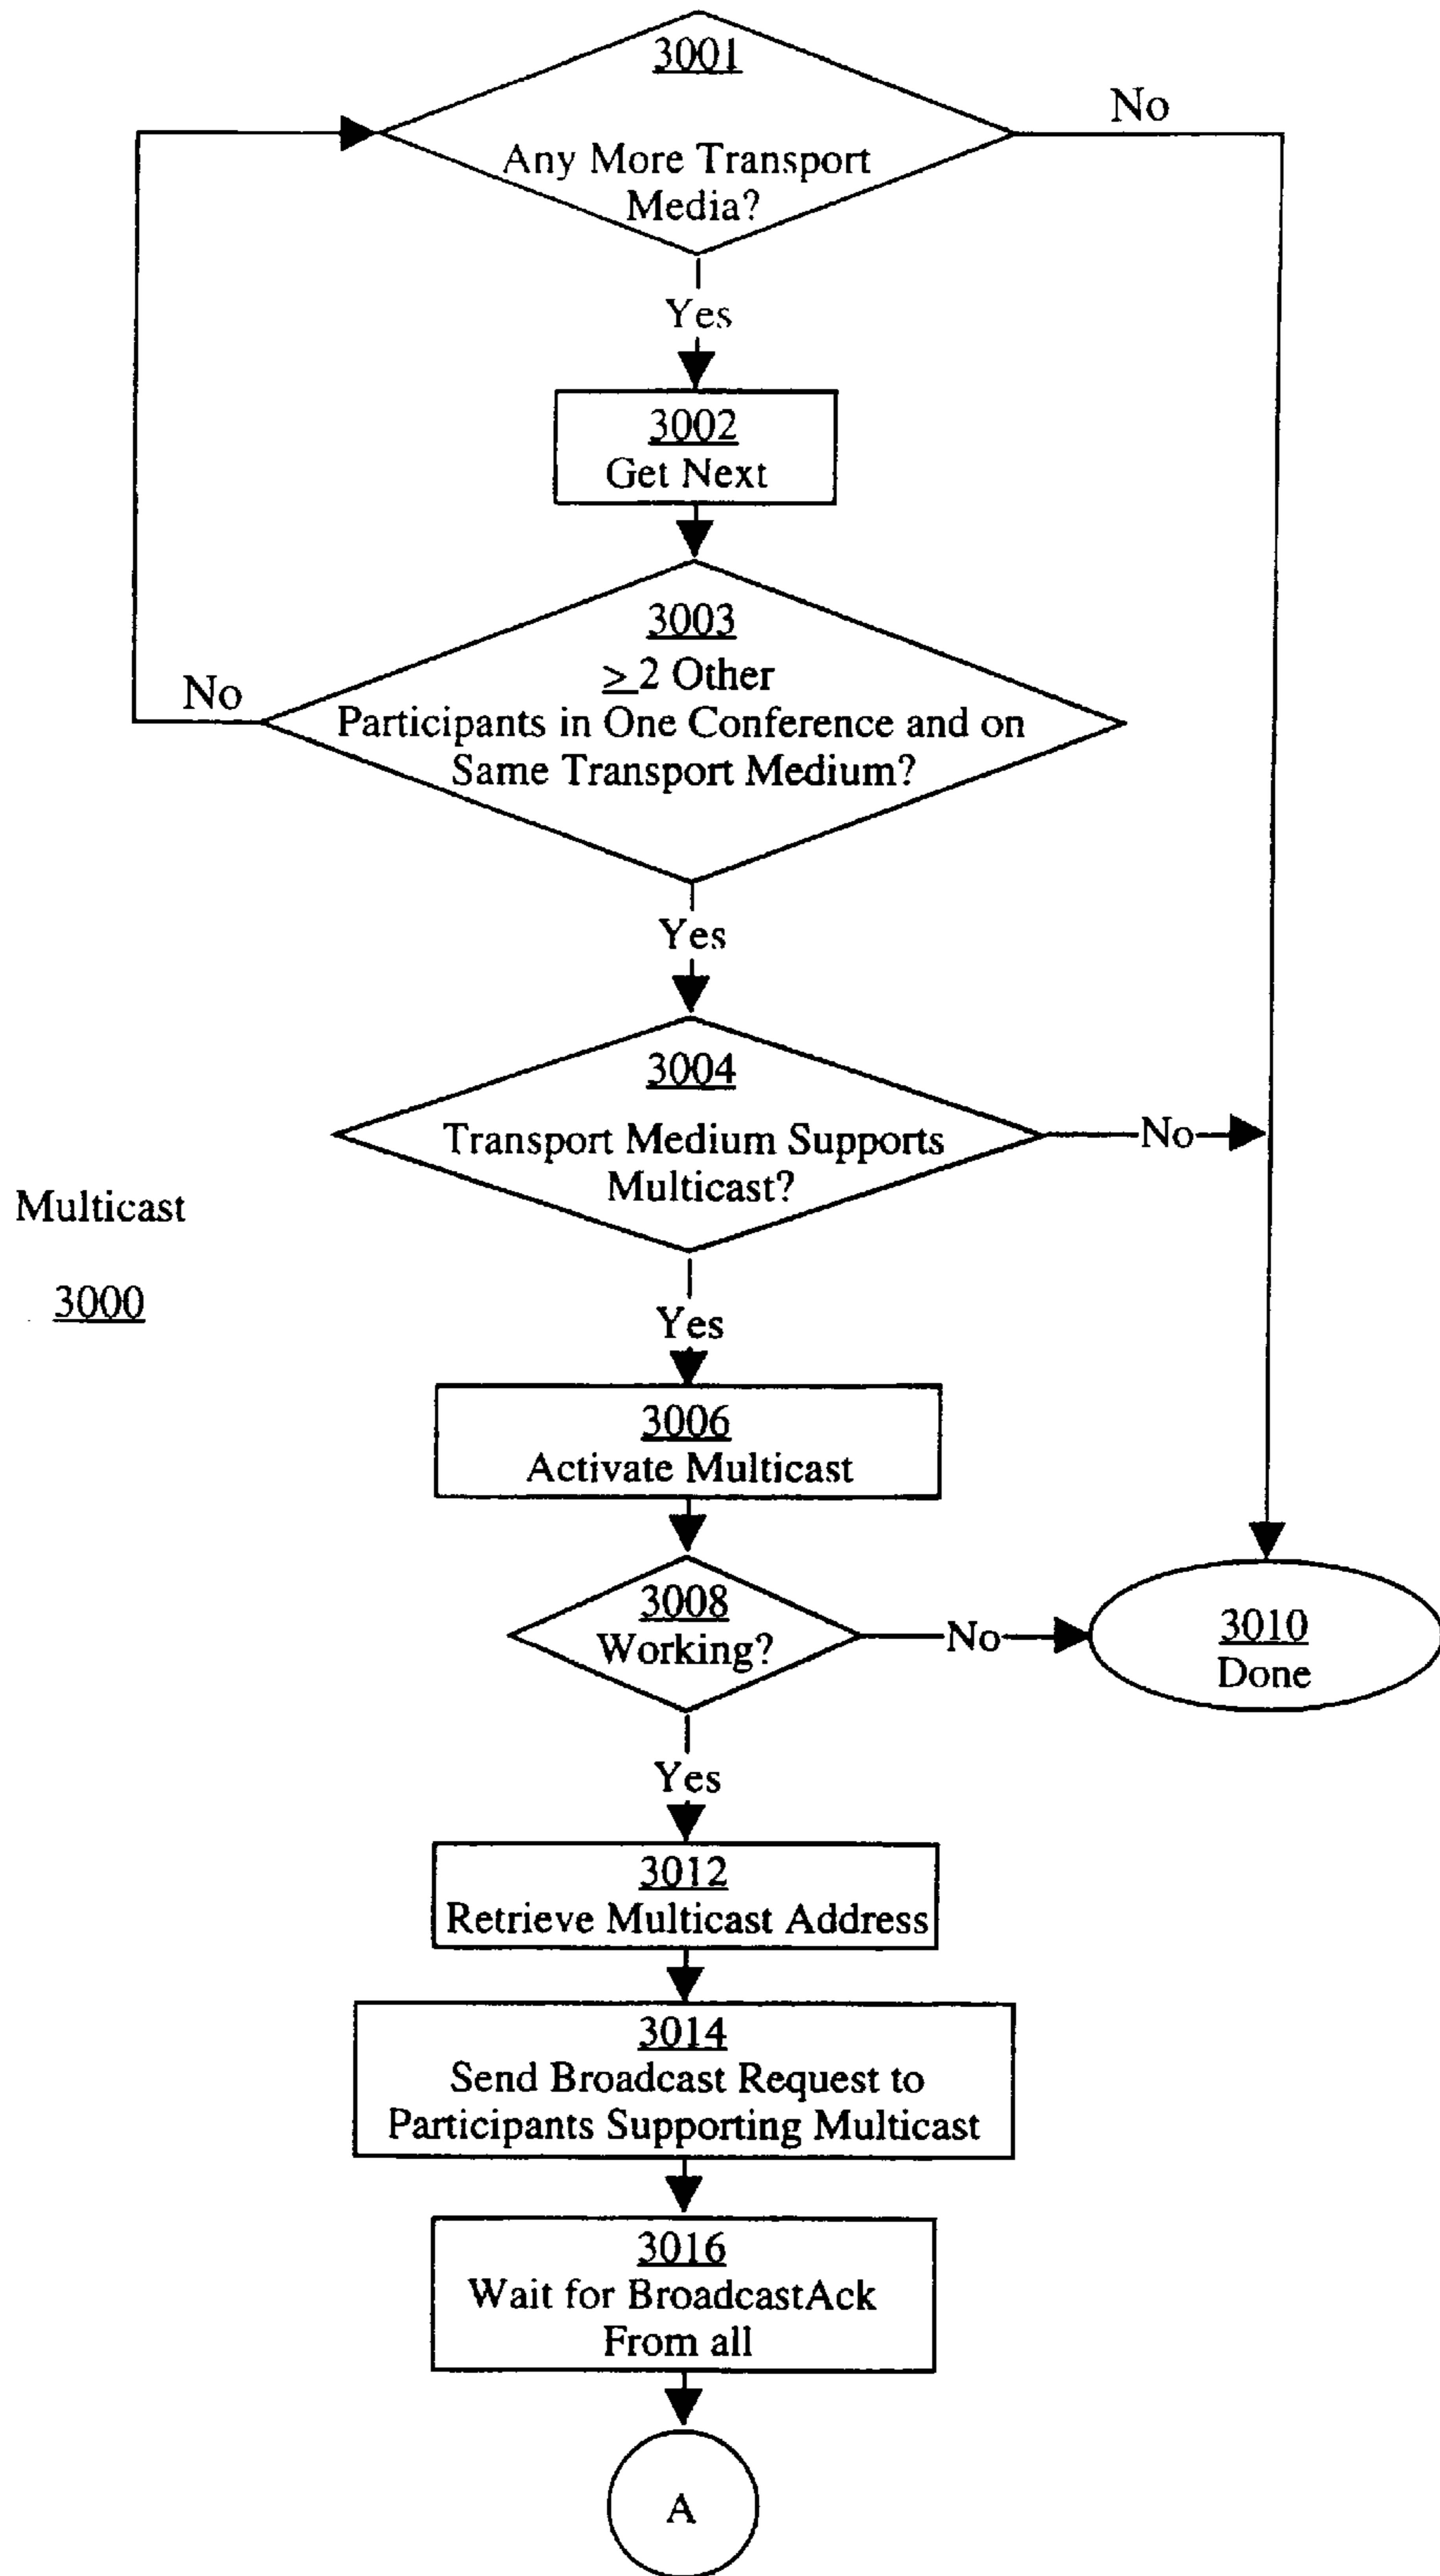 3001
Any More Transport
Media?
No
Yes
3002
Get Next
3003
≥ 2 Other
Participants in One Conference and on
Same Transport Medium?
No
Yes
3004
Transport Medium Supports
Multicast?
No
Multicast
3000
Yes
3006
Activate Multicast
3008
Working?
No
3010
Done
Yes
3012
Retrieve Multicast Address
3014
Send Broadcast Request to
Participants Supporting Multicast
3016
Wait for BroadcastAck
From all
A